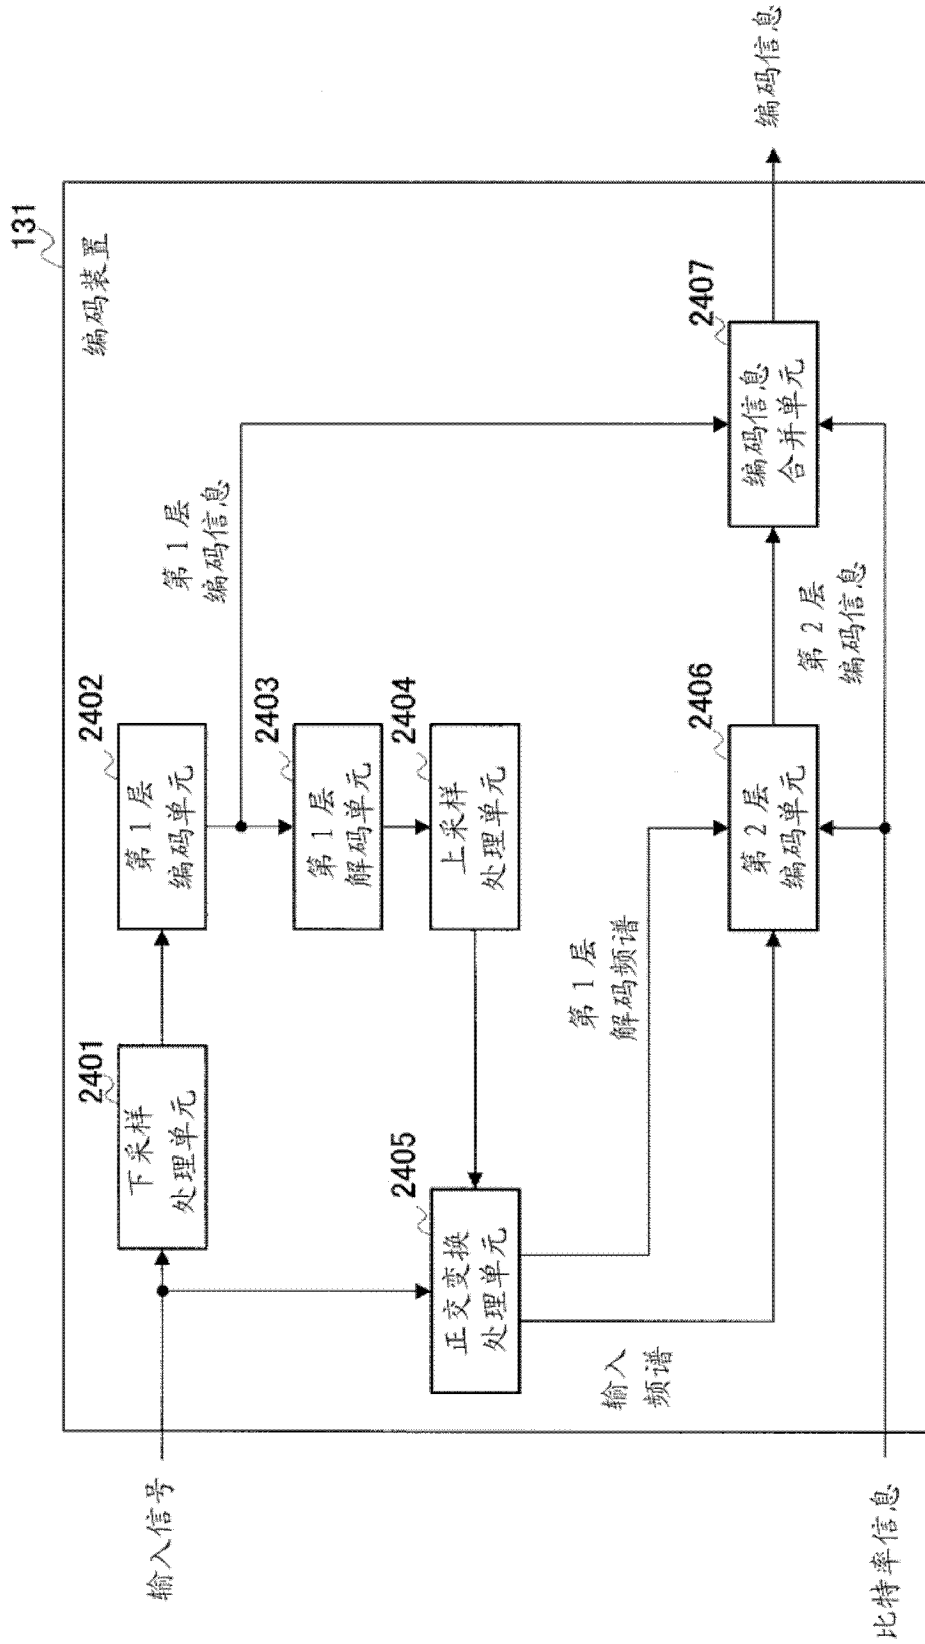 131
编码装置
输入信号
2401
下采样
处理单元
2402
第1层
编码单元
第1层
编码信息
2403
第1层
解码单元
2404
上采样
处理单元
2405
正交变换
处理单元
第1层
解码频谱
输入
频谱
2406
第2层
编码单元
第2层
编码信息
2407
编码信息
合并单元
编码信息
比特率信息